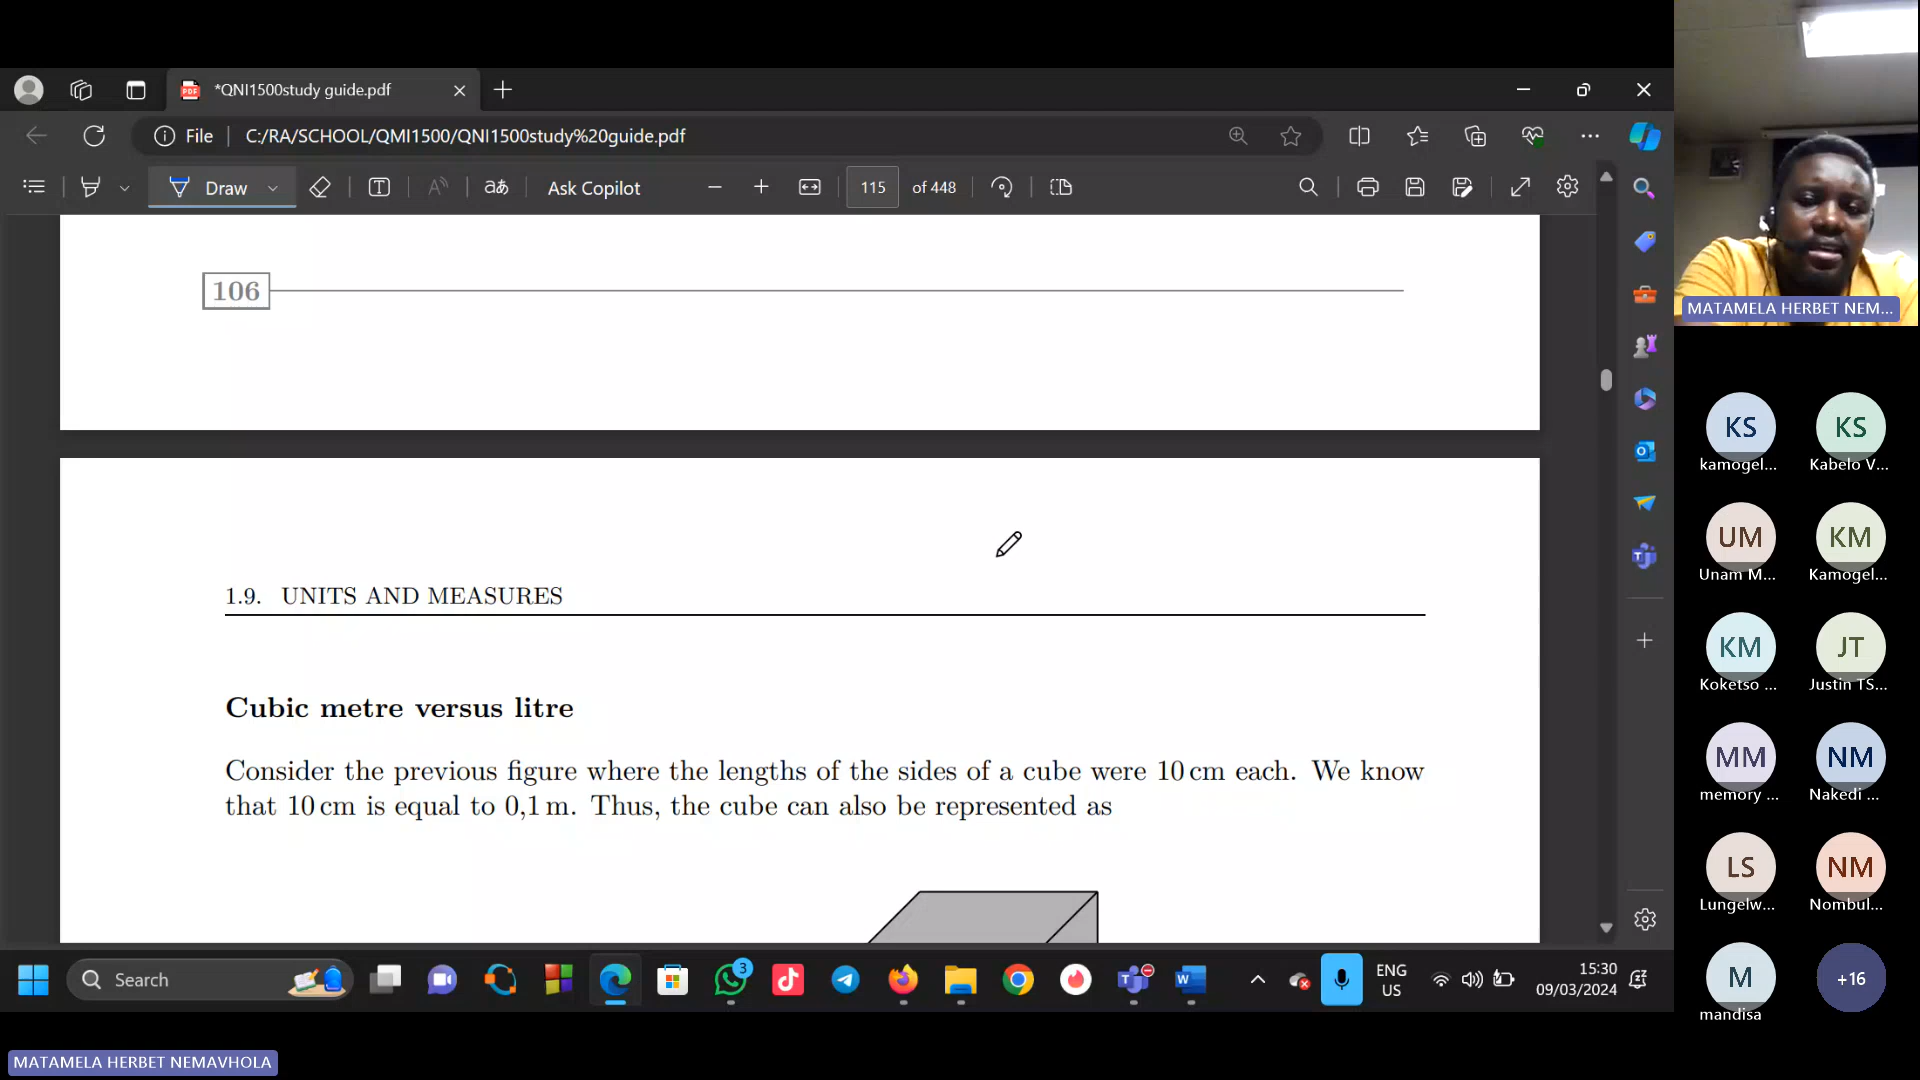 *QNI1500study guide.pdf
File
C:/RA/SCHOOL/QMI1500/QNI1500study%20guide.pdf
Draw
Ask Copilot
115
of 448
106
1.9. UNITS AND MEASURES
Cubic metre versus litre
Consider the previous figure where the lengths of the sides of a cube were 10 cm each. We know
that 10 cm is equal to 0,1 m. Thus, the cube can also be represented as
MATAMELA HERBET NEM...
KS
kamogel...
KS
Kabelo V...
UM
Unam M...
KM
Kamogel...
KM
Koketso ...
JT
Justin TS...
MM
memory ...
NM
Nakedi ...
LS
Lungelw...
NM
Nombul...
M
mandisa
+16
Search
3
ENG
US
15:30
09/03/2024
MATAMELA HERBET NEMAVHOLA